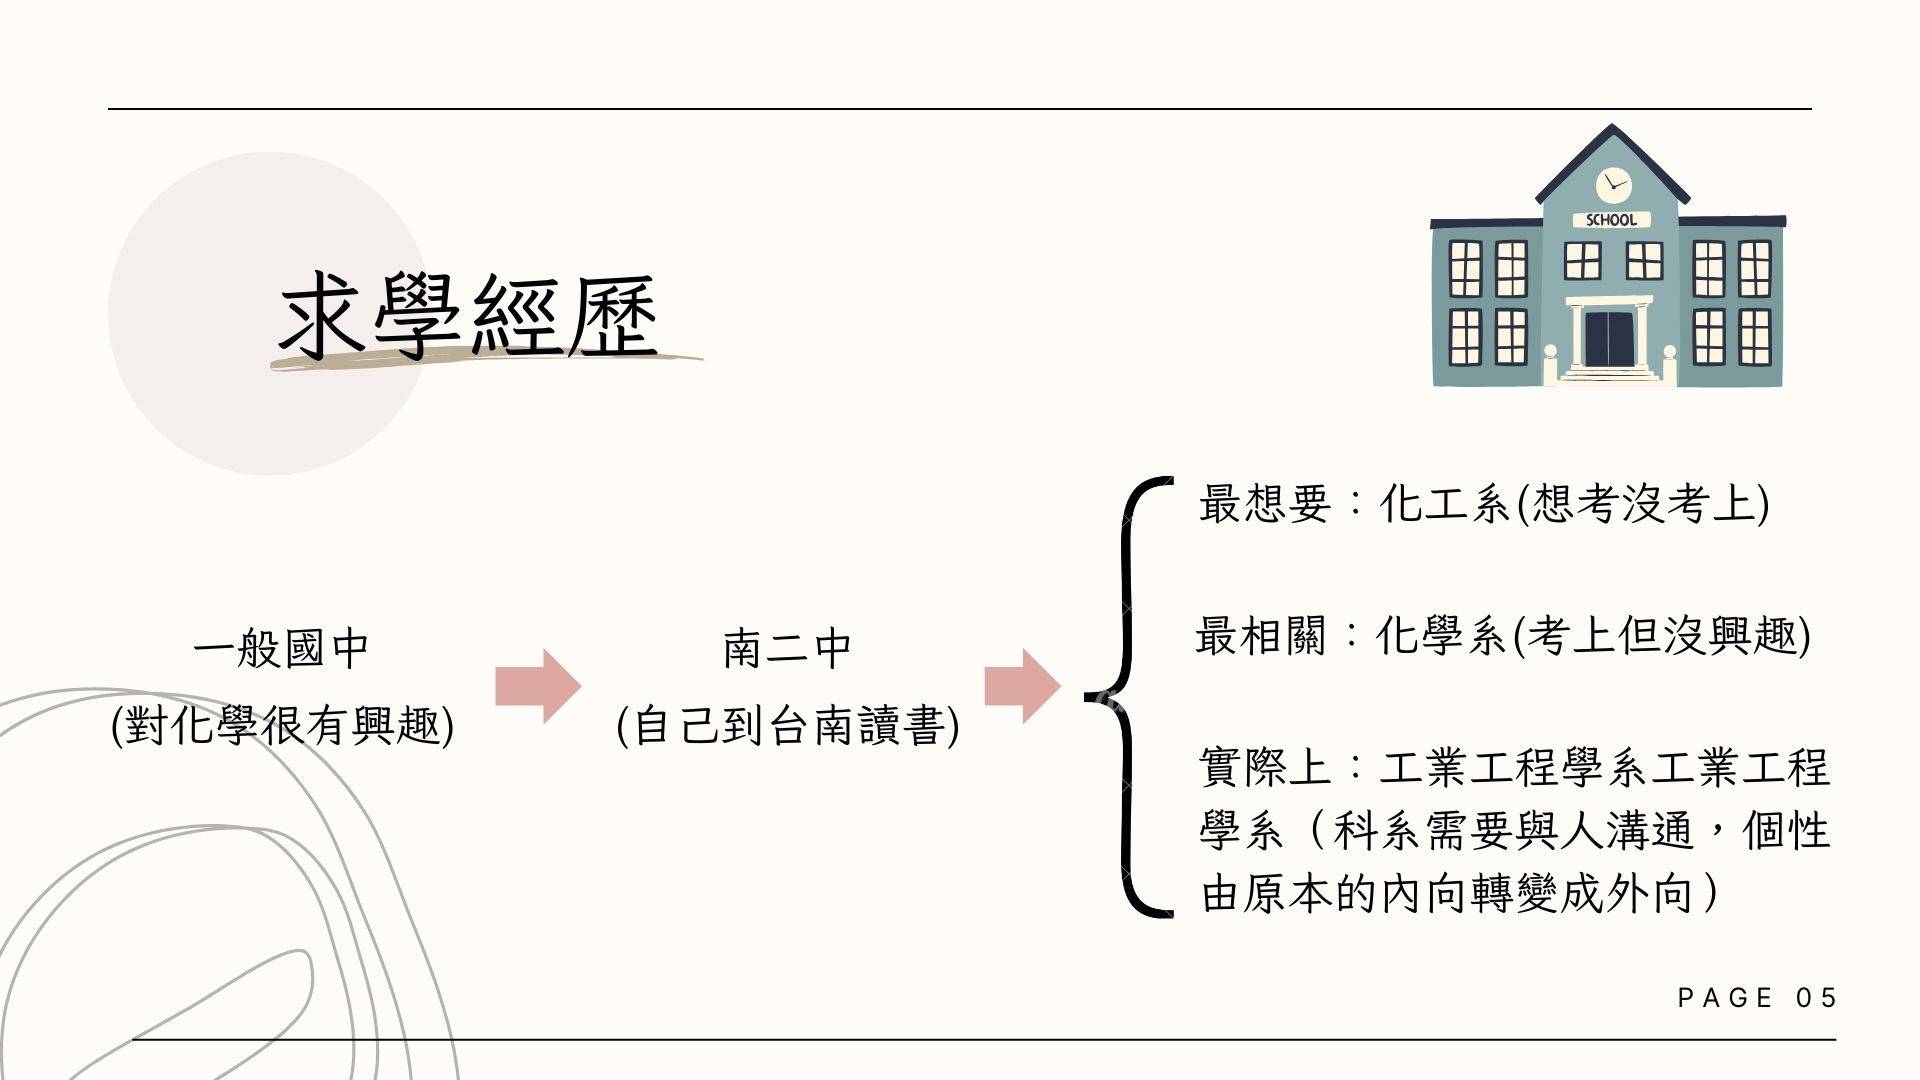 SCHOOL
求學經歷
一般國中
(對化學很有興趣)
南二中
(自己到台南讀書)
最想要：化工系(想考沒考上)
最相關：化學系(考上但沒興趣)
實際上：工業工程學系工業工程
學系（科系需要與人溝通，個性
由原本的內向轉變成外向）
PAGE 05